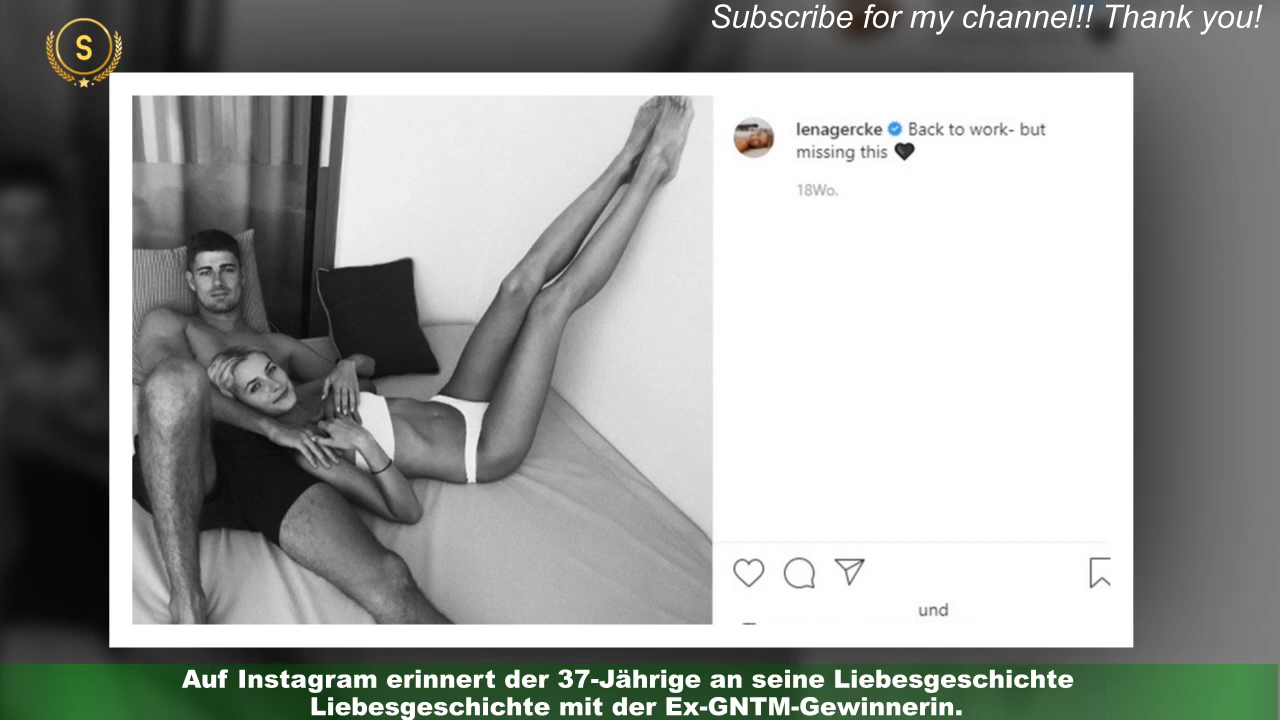 Subscribe for my channel!! Thank you!
S
lenagercke Back to work- but
missing this 🖤
18Wo.
und
Auf Instagram erinnert der 37-Jährige an seine Liebesgeschichte
Liebesgeschichte mit der Ex-GNTM-Gewinnerin.